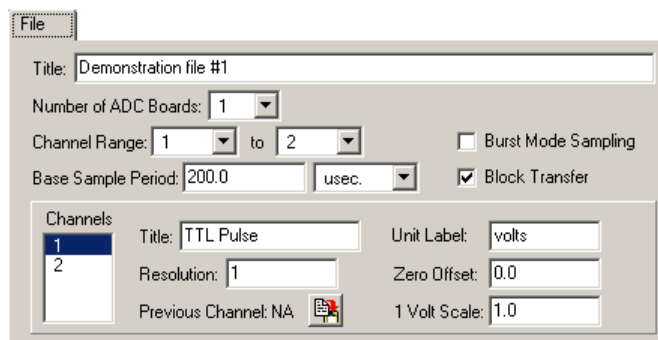 File
Title: Demonstration file #1
Number of ADC Boards: 1
Channel Range: 1 to 2 Burst Mode Sampling
Base Sample Period: 200.0 usec. Block Transfer
Channels
1
2
Title: TTL Pulse Unit Label: volts
Resolution: 1 Zero Offset: 0.0
Previous Channel: NA 1 Volt Scale: 1.0